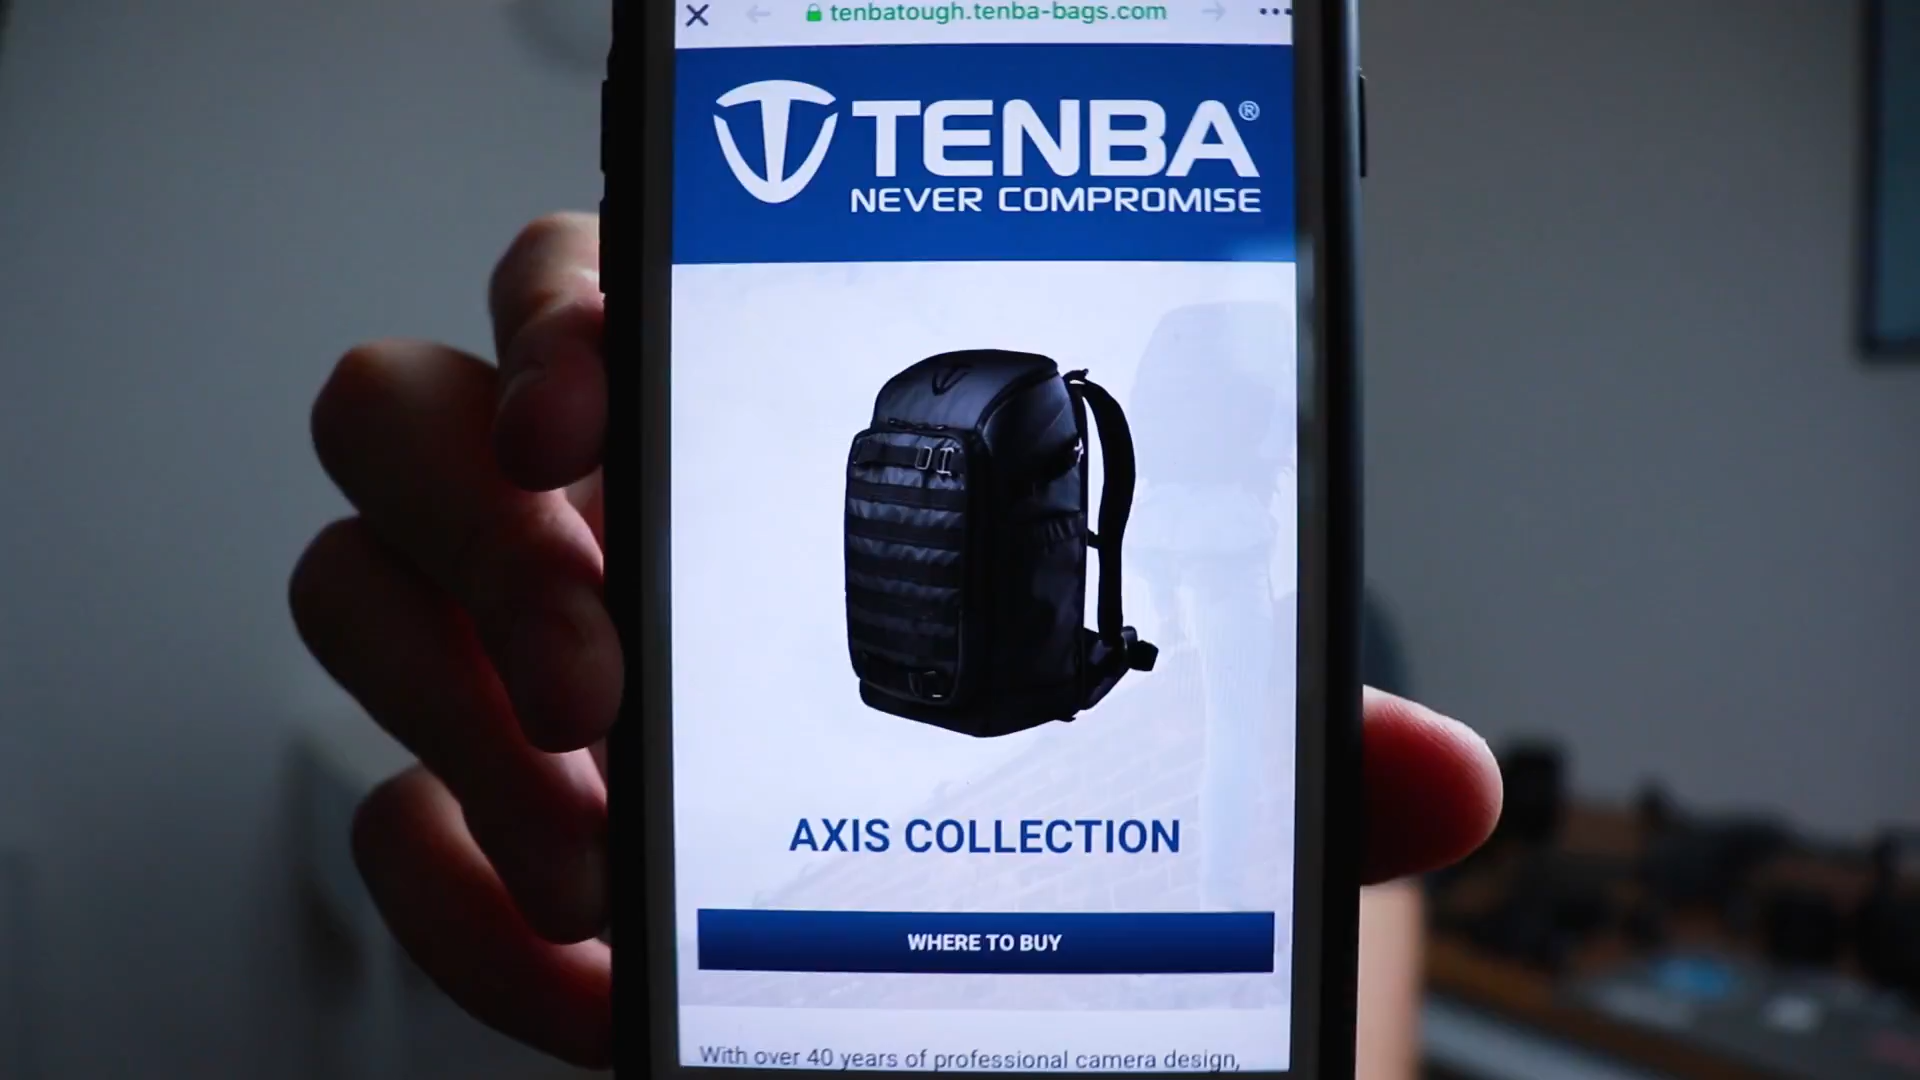 tenbatough.tenba-bags.com
TENBA®
NEVER COMPROMISE
AXIS COLLECTION
WHERE TO BUY
With over 40 years of professional camera design,